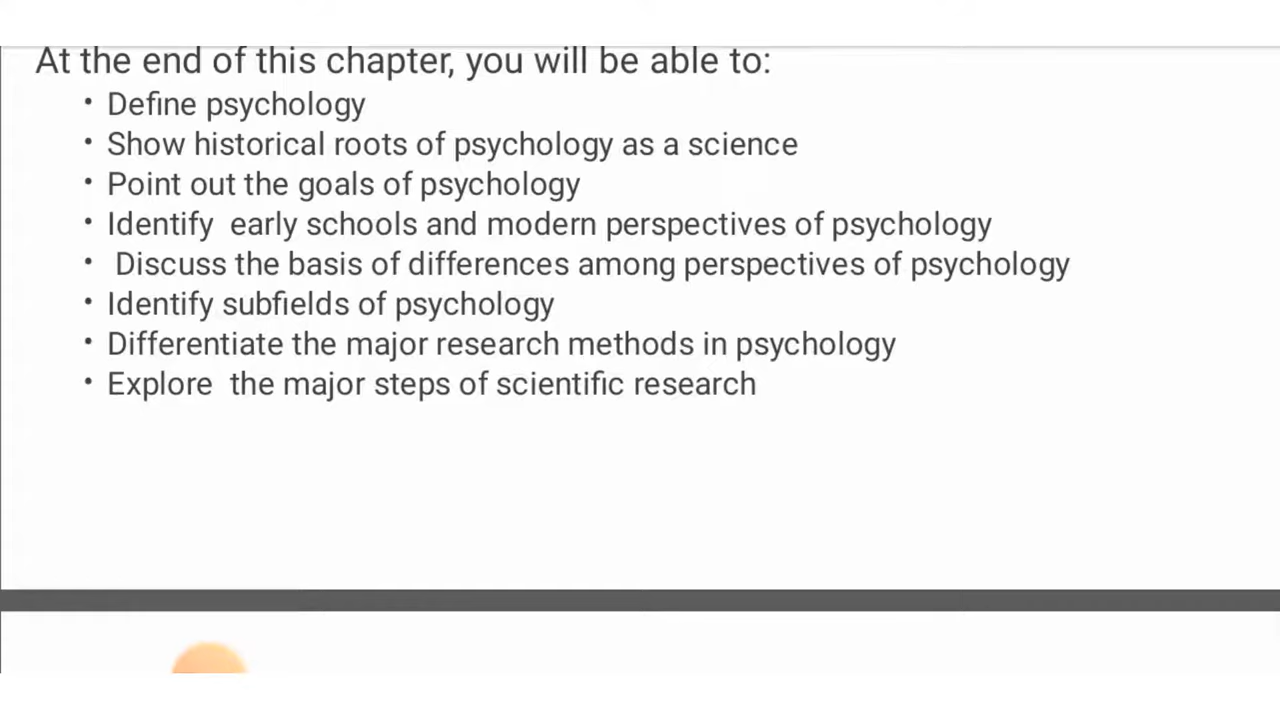 At the end of this chapter, you will be able to:
• Define psychology
• Show historical roots of psychology as a science
• Point out the goals of psychology
• Identify  early schools and modern perspectives of psychology
•  Discuss the basis of differences among perspectives of psychology
• Identify subfields of psychology
• Differentiate the major research methods in psychology
• Explore  the major steps of scientific research